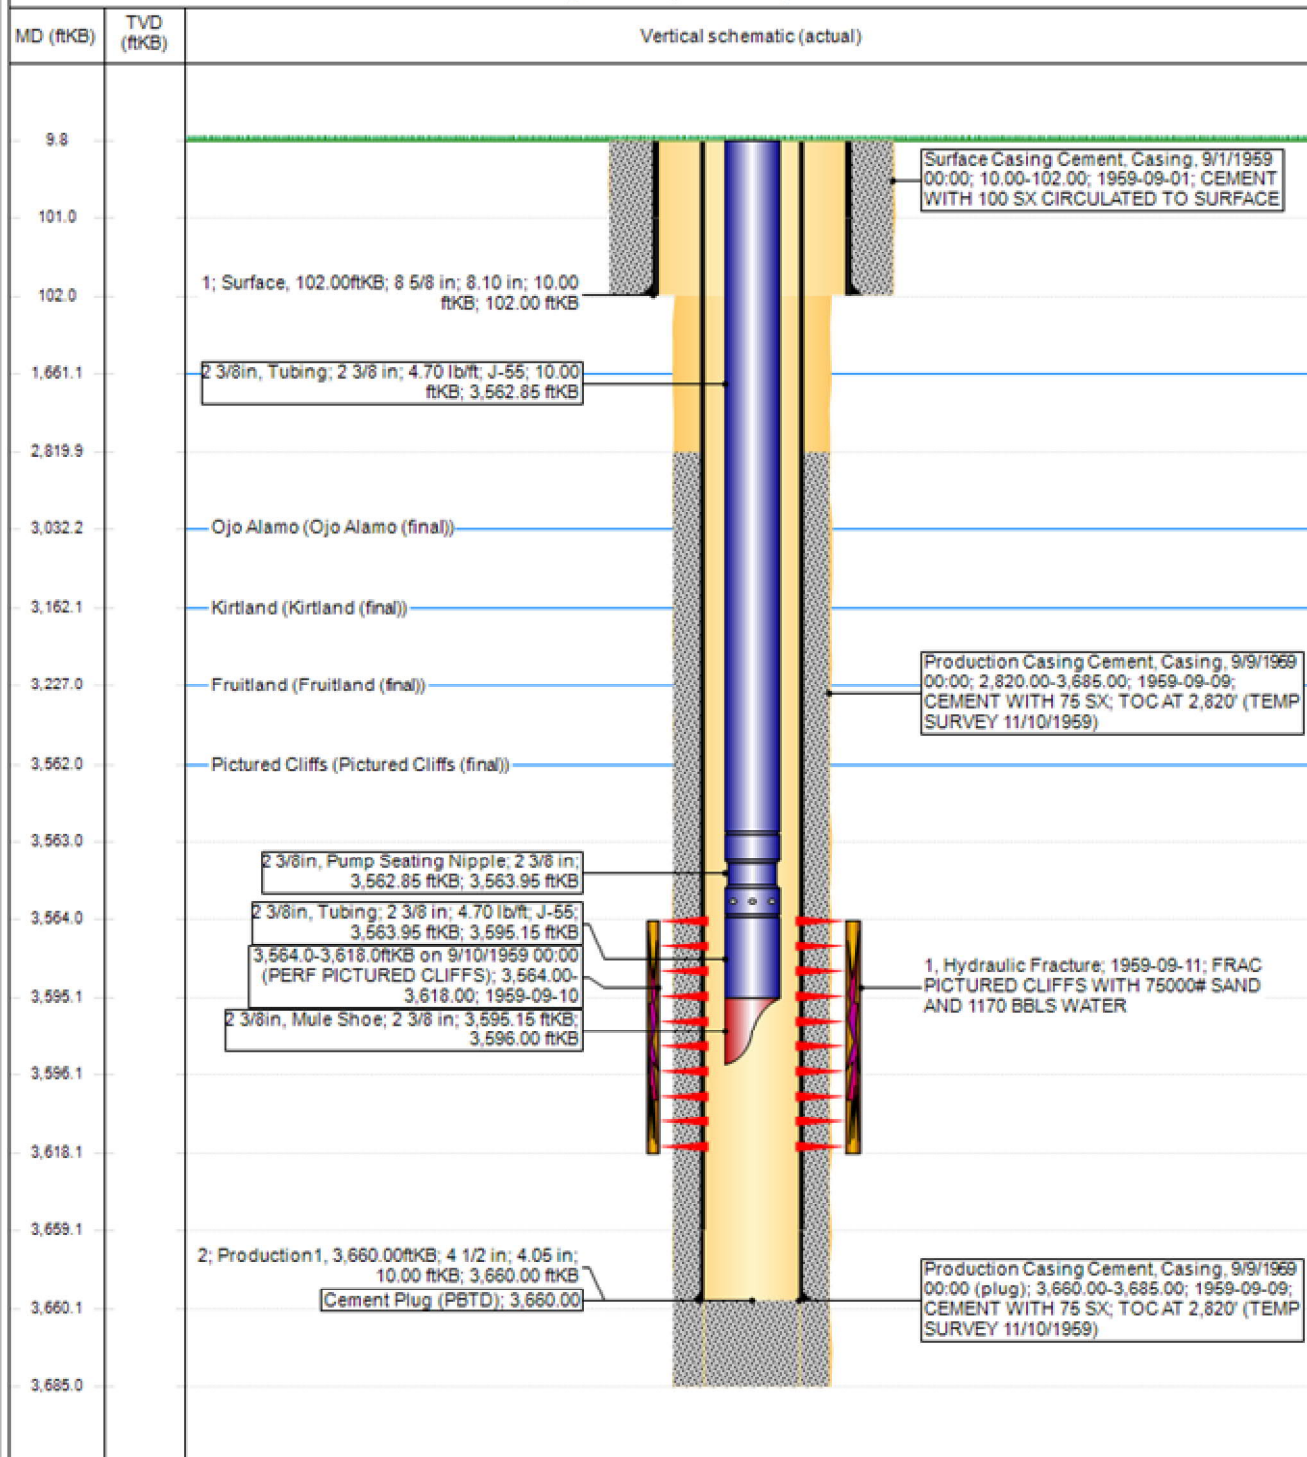 MD (ftKB)
TVD
(ftKB)
Vertical schematic (actual)
9.8
Surface Casing Cement, Casing, 9/1/1959
00:00; 10.00-102.00; 1959-09-01; CEMENT
WITH 100 SX CIRCULATED TO SURFACE
101.0
1; Surface, 102.00ftKB; 8 5/8 in; 8.10 in; 10.00
ftKB; 102.00 ftKB
102.0
2 3/8in, Tubing; 2 3/8 in; 4.70 lb/ft; J-55; 10.00
ftKB; 3,562.85 ftKB
1,661.1
2,819.9
3,032.2
Ojo Alamo (Ojo Alamo (final))
3,162.1
Kirtland (Kirtland (final))
3,227.0
Fruitland (Fruitland (final))
Production Casing Cement, Casing, 9/9/1959
00:00; 2,820.00-3,685.00; 1959-09-09;
CEMENT WITH 75 SX; TOC AT 2,820' (TEMP
SURVEY 11/10/1959)
3,562.0
Pictured Cliffs (Pictured Cliffs (final))
3,563.0
2 3/8in, Pump Seating Nipple; 2 3/8 in;
3,562.85 ftKB; 3,563.95 ftKB
3,564.0
2 3/8in, Tubing; 2 3/8 in; 4.70 lb/ft; J-55;
3,563.95 ftKB; 3,595.15 ftKB
3,564.0-3,618.0ftKB on 9/10/1959 00:00
(PERF PICTURED CLIFFS); 3,564.00-
3,618.00; 1959-09-10
1, Hydraulic Fracture; 1959-09-11; FRAC
PICTURED CLIFFS WITH 75000# SAND
AND 1170 BBLS WATER
3,595.1
2 3/8in, Mule Shoe; 2 3/8 in; 3,595.15 ftKB;
3,596.00 ftKB
3,596.1
3,618.1
3,659.1
2; Production1, 3,660.00ftKB; 4 1/2 in; 4.05 in;
10.00 ftKB; 3,660.00 ftKB
Cement Plug (PBTD); 3,660.00
Production Casing Cement, Casing, 9/9/1959
00:00 (plug); 3,660.00-3,685.00; 1959-09-09;
CEMENT WITH 75 SX; TOC AT 2,820' (TEMP
SURVEY 11/10/1959)
3,660.1
3,685.0